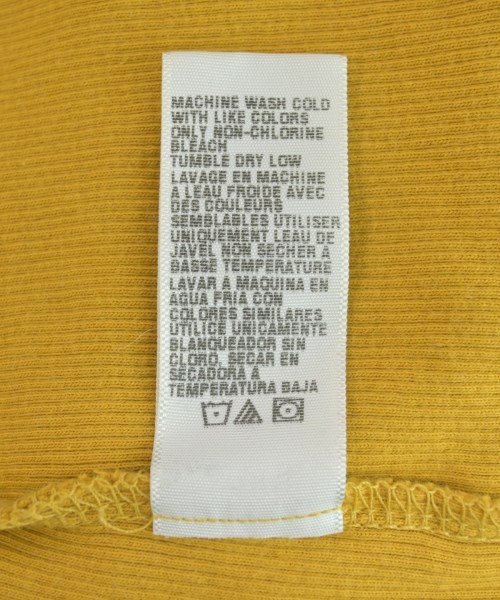 MACHINE WASH COLD
WITH LIKE COLORS
ONLY NON-CHLORINE
BLEACH
TUMBLE DRY LOW
LAVAGE EN MACHINE
A LEAU FROIDE AVEC
DES COULEURS
SEMBLABLES UTILISER
UNIQUEMENT LEAU DE
JAVEL NON SECHER A
BASSE TEMPERATURE
LAVAR A MAQUINA EN
AGUA FRIA CON
COLORES SIMILARES
UTILICE UNICAMENTE
BLANQUEADOR SIN
CLORO. SECAR EN
SECADORA A
TEMPERATURA BAJA